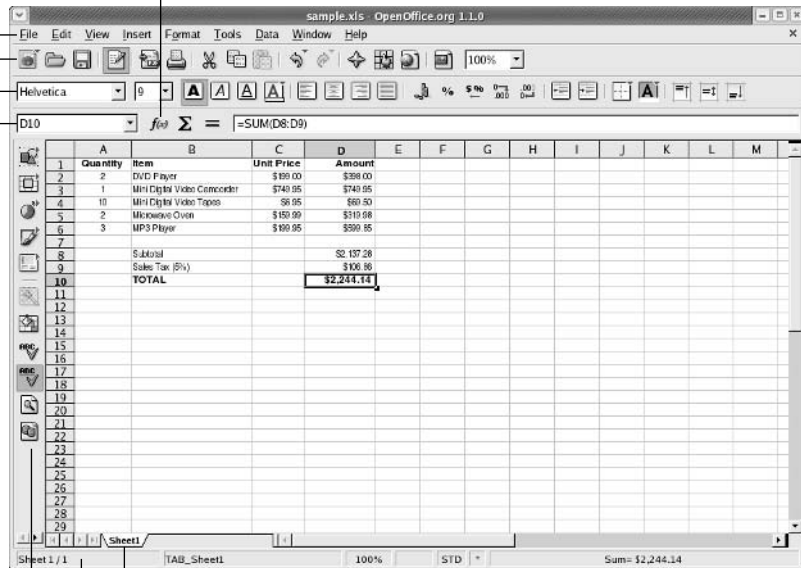 sample.xls - OpenOffice.org 1.1.0
File Edit View Insert Format Tools Data Window Help
100%
Helvetica 9 A A A A
D10 f(x) Σ = =SUM(D8:D9)
A B C D E F G H I J K L M
1 Quantity Item Unit Price Amount
2 2 DVD Player $199.00 $398.00
3 1 Mini Digital Video Camcorder $749.95 $749.95
4 10 Mini Digital Video Tapes $6.95 $69.50
5 2 Microwave Oven $159.99 $319.98
6 3 MP3 Player $199.95 $599.85
7
8 Subtotal $2,137.28
9 Sales Tax (5%) $106.86
10 TOTAL $2,244.14
11
12
13
14
15
16
17
18
19
20
21
22
23
24
25
26
27
28
29
Sheet1
Sheet 1 / 1 TAB_Sheet1 100% STD * Sum= $2,244.14